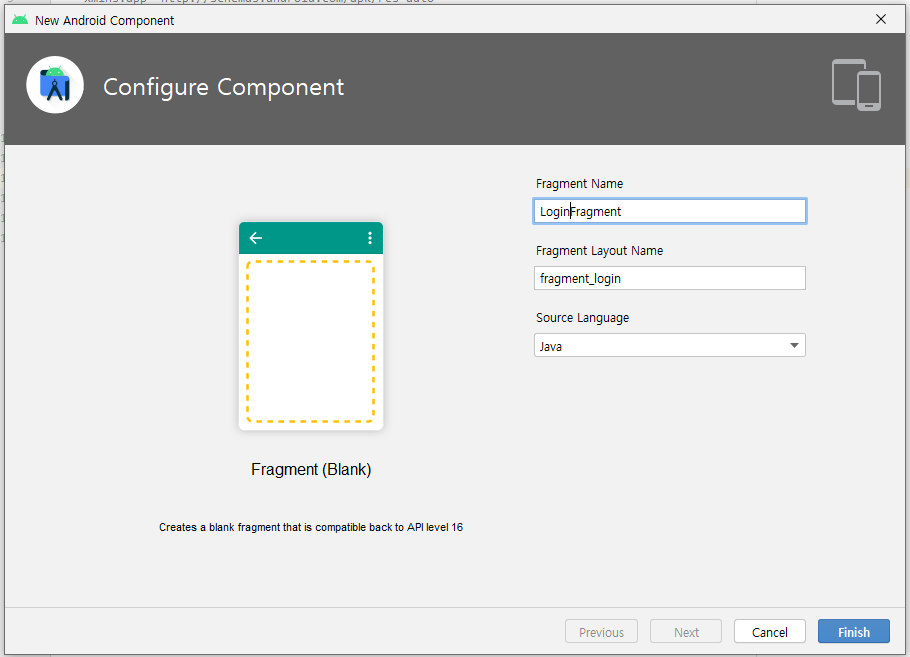 New Android Component
Configure Component
Fragment Name
LoginFragment
Fragment Layout Name
fragment_login
Source Language
Java
Fragment (Blank)
Creates a blank fragment that is compatible back to API level 16
Previous
Next
Cancel
Finish